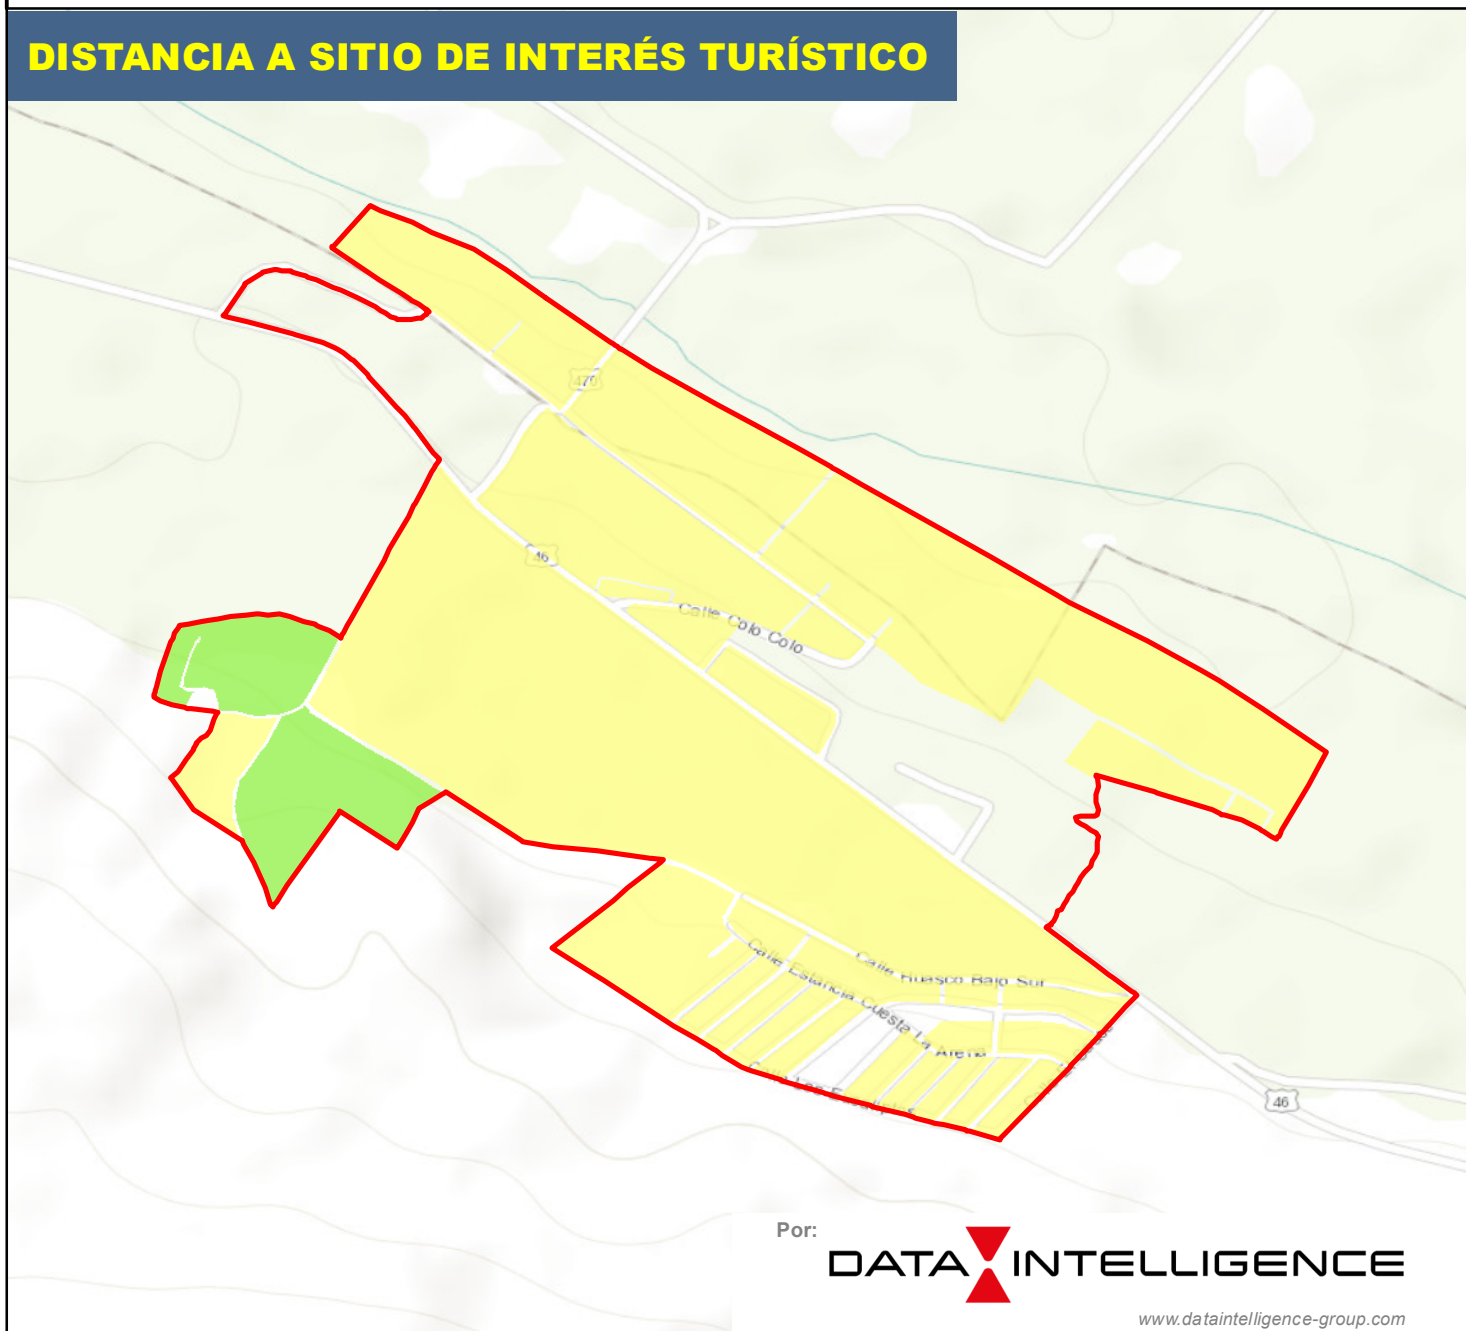 DISTANCIA A SITIO DE INTERÉS TURÍSTICO
470
46
Calle Colo Colo
Calle Huasco Bajo Sur
Calle Estancia Cuesta La Arena
46
Por:
DATA INTELLIGENCE
www.dataintelligence-group.com